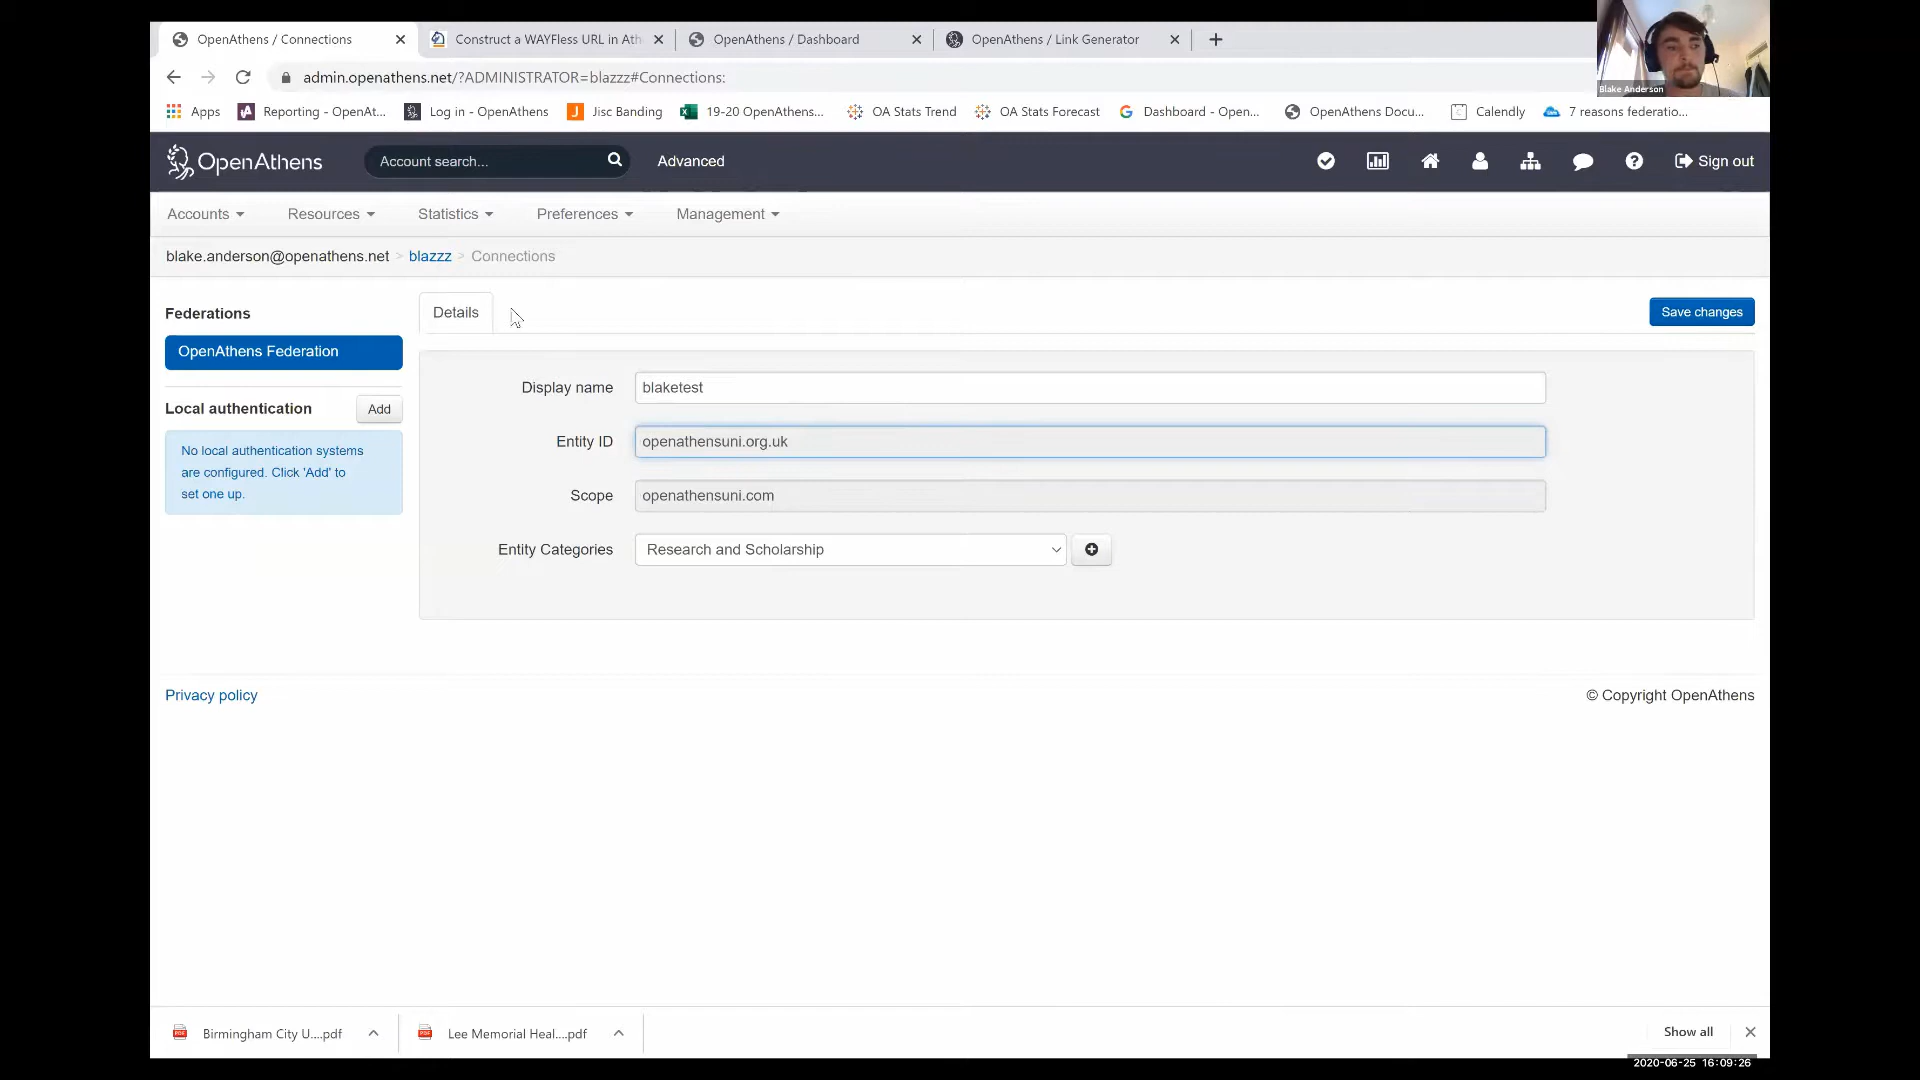 OpenAthens / Connections
Construct a WAYFless URL in Ath
OpenAthens / Dashboard
OpenAthens / Link Generator
admin.openathens.net/?ADMINISTRATOR=blazzz#Connections:
Blake Anderson
Apps
Reporting - OpenAt...
Log in - OpenAthens
Jisc Banding
19-20 OpenAthens...
OA Stats Trend
OA Stats Forecast
Dashboard - Open...
OpenAthens Docu...
Calendly
7 reasons federatio...
OpenAthens
Account search...
Advanced
Sign out
Accounts
Resources
Statistics
Preferences
Management
blake.anderson@openathens.net > blazzz > Connections
Federations
OpenAthens Federation
Local authentication
Add
No local authentication systems
are configured. Click 'Add' to
set one up.
Details
Save changes
Display name
blaketest
Entity ID
openathensuni.org.uk
Scope
openathensuni.com
Entity Categories
Research and Scholarship
Privacy policy
© Copyright OpenAthens
Birmingham City U....pdf
Lee Memorial Heal....pdf
Show all
2020-06-25 16:09:26